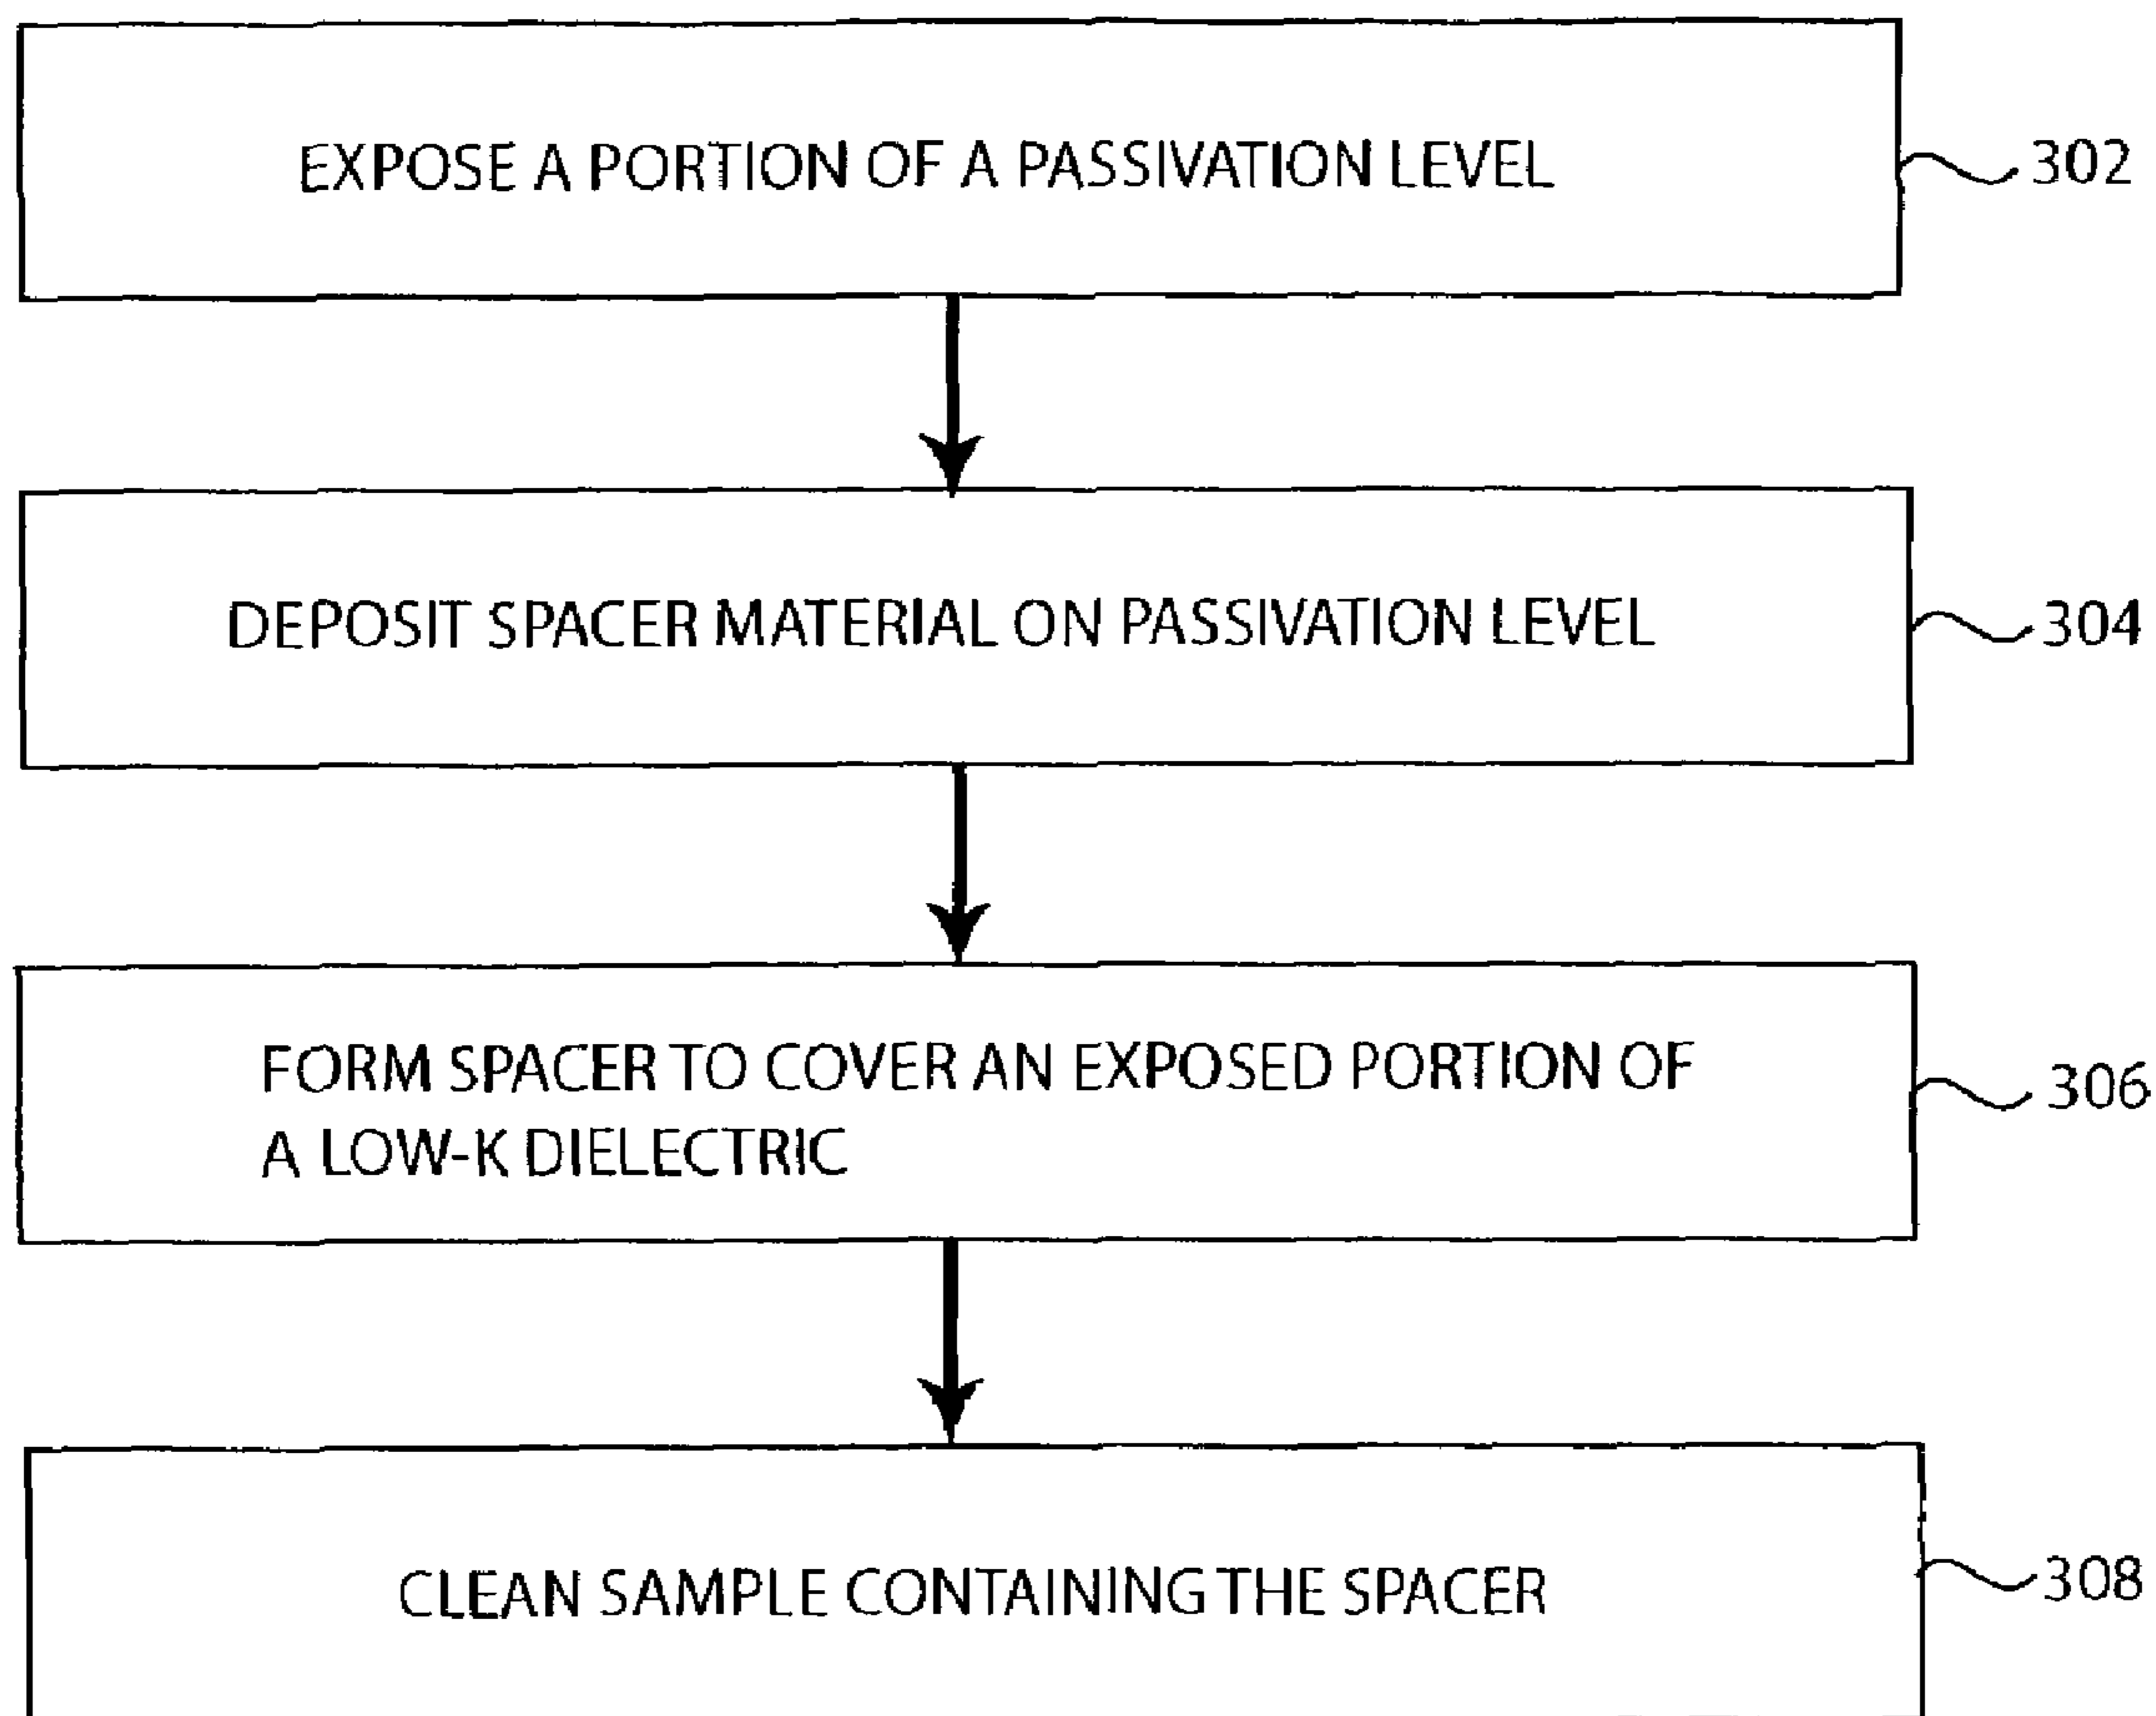 EXPOSE A PORTION OF A PASSIVATION LEVEL
302
DEPOSIT SPACER MATERIAL ON PASSIVATION LEVEL
304
FORM SPACER TO COVER AN EXPOSED PORTION OF
A LOW-K DIELECTRIC
306
CLEAN SAMPLE CONTAINING THE SPACER
308